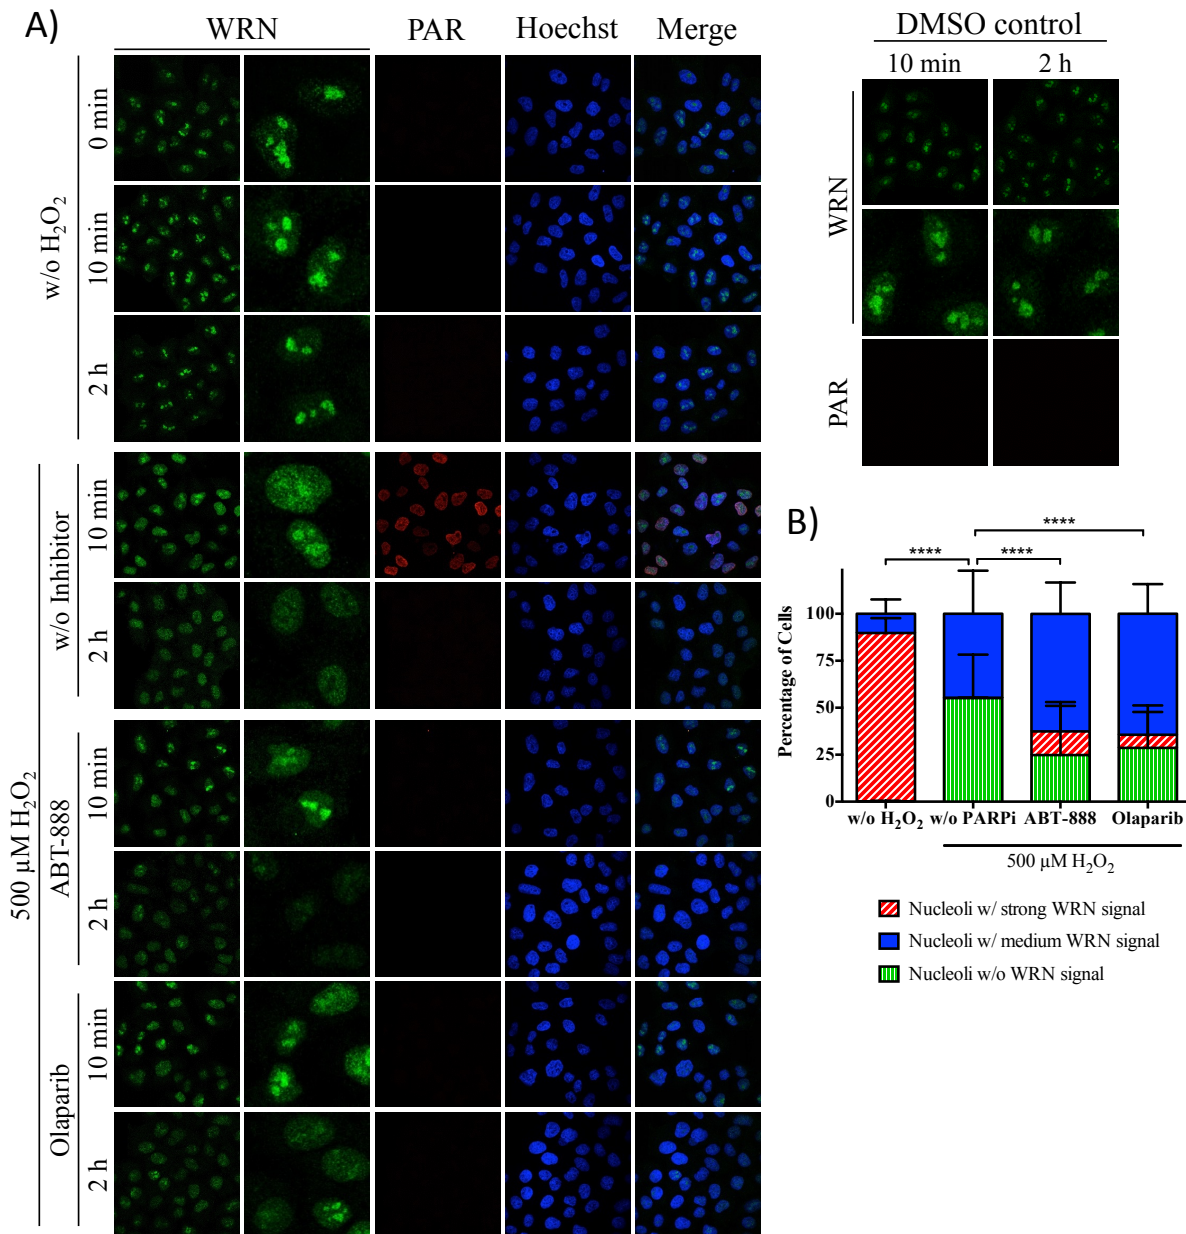 A)
WRN PAR Hoechst Merge
w/o H₂O₂
0 min
10 min
2 h
500 µM H₂O₂
w/o Inhibitor
10 min
2 h
ABT-888
10 min
2 h
Olaparib
10 min
2 h
DMSO control
10 min 2 h
WRN
PAR
B)
****
**** ****
Percentage of Cells
100
75
50
25
0
w/o H₂O₂ w/o PARPi ABT-888 Olaparib
500 µM H₂O₂
Nucleoli w/ strong WRN signal
Nucleoli w/ medium WRN signal
Nucleoli w/o WRN signal